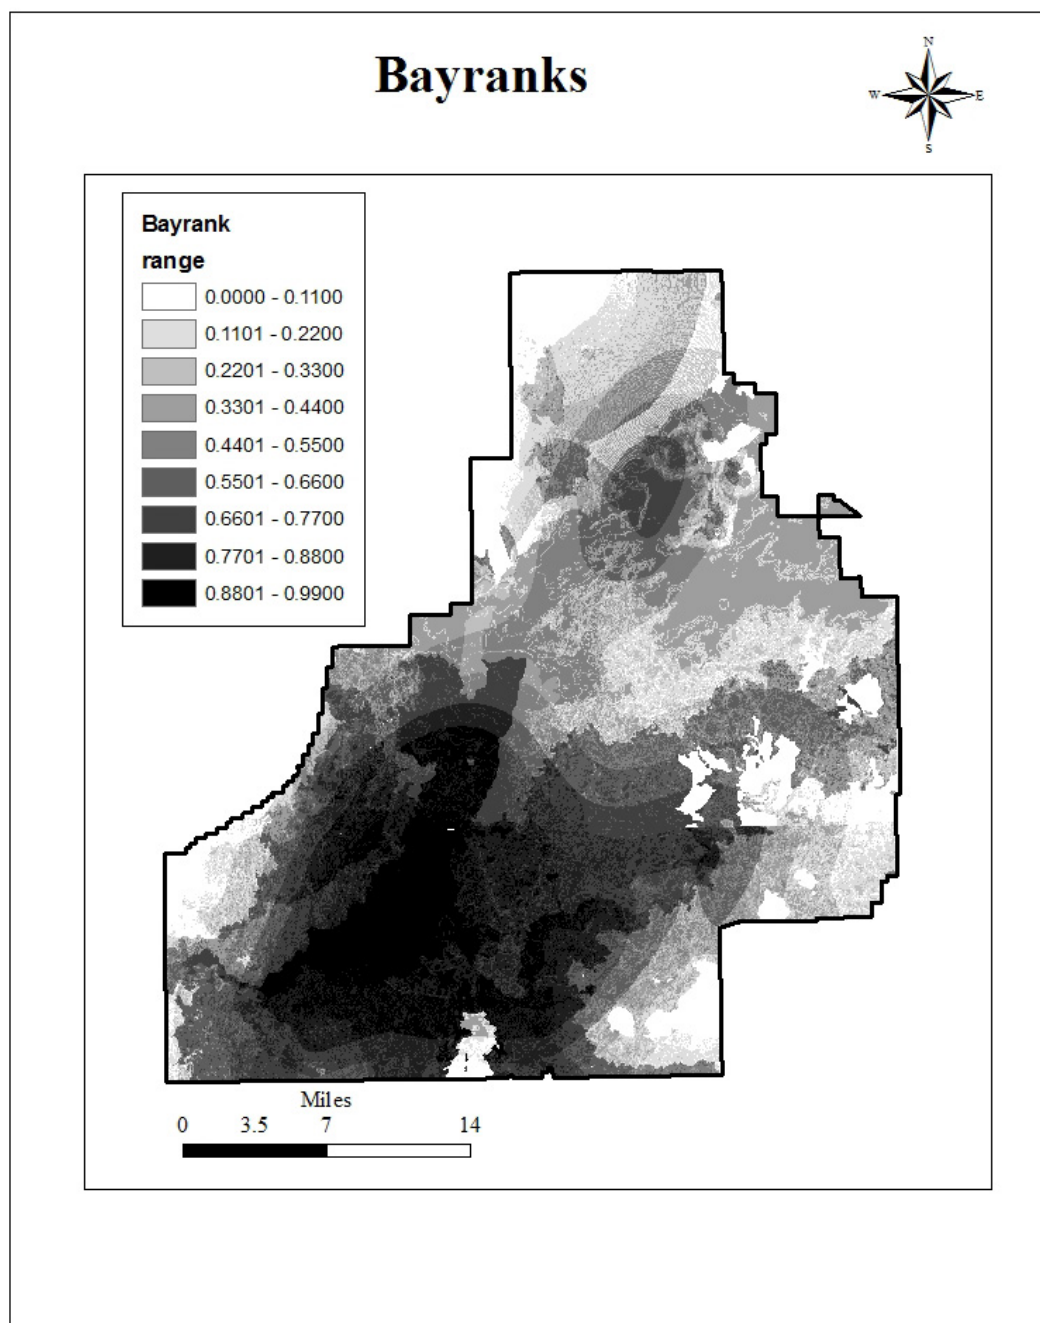 Bayranks
N
W E
S
Bayrank
range
0.0000 - 0.1100
0.1101 - 0.2200
0.2201 - 0.3300
0.3301 - 0.4400
0.4401 - 0.5500
0.5501 - 0.6600
0.6601 - 0.7700
0.7701 - 0.8800
0.8801 - 0.9900
Miles
0 3.5 7 14